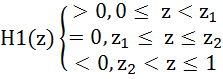 > 0, 0 ≤ z < z₁
H1(z) = 0, z₁ ≤ z ≤ z₂
< 0, z₂ < z ≤ 1